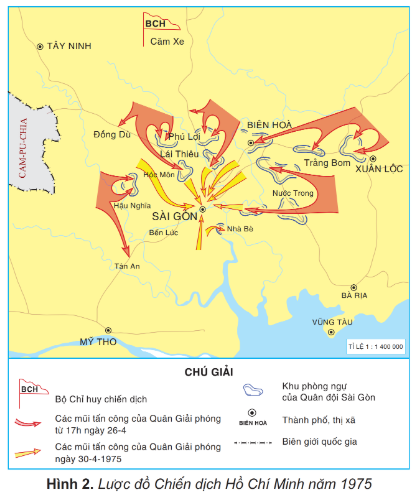 BCH
Căm Xe
TÂY NINH
CAM-PU-CHIA
Đồng Dù
Phú Lợi
Lái Thiêu
BIÊN HOÀ
Trảng Bom
XUÂN LỘC
Hóc Môn
Hậu Nghĩa
Nước Trong
SÀI GÒN
Bến Lức
Nhà Bè
Tân An
BÀ RỊA
VŨNG TÀU
MỸ THO
TỈ LỆ 1 : 1 400 000
CHÚ GIẢI
BCH
Bộ Chỉ huy chiến dịch
Các mũi tấn công của Quân Giải phóng
từ 17h ngày 26-4
Các mũi tấn công của Quân Giải phóng
ngày 30-4-1975
Khu phòng ngự
của Quân đội Sài Gòn
BIÊN HOÀ
Thành phố, thị xã
Biên giới quốc gia
Hình 2. Lược đồ Chiến dịch Hồ Chí Minh năm 1975